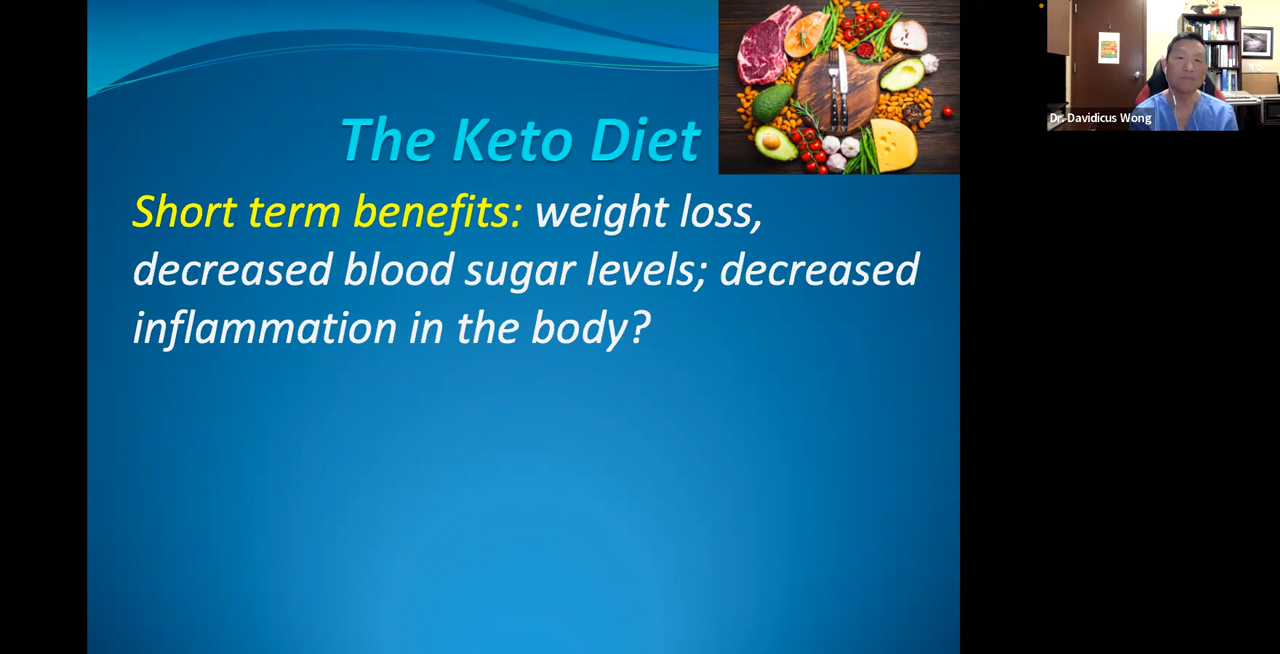 The Keto Diet
Short term benefits: weight loss,
decreased blood sugar levels; decreased
inflammation in the body?
Dr. Davidicus Wong